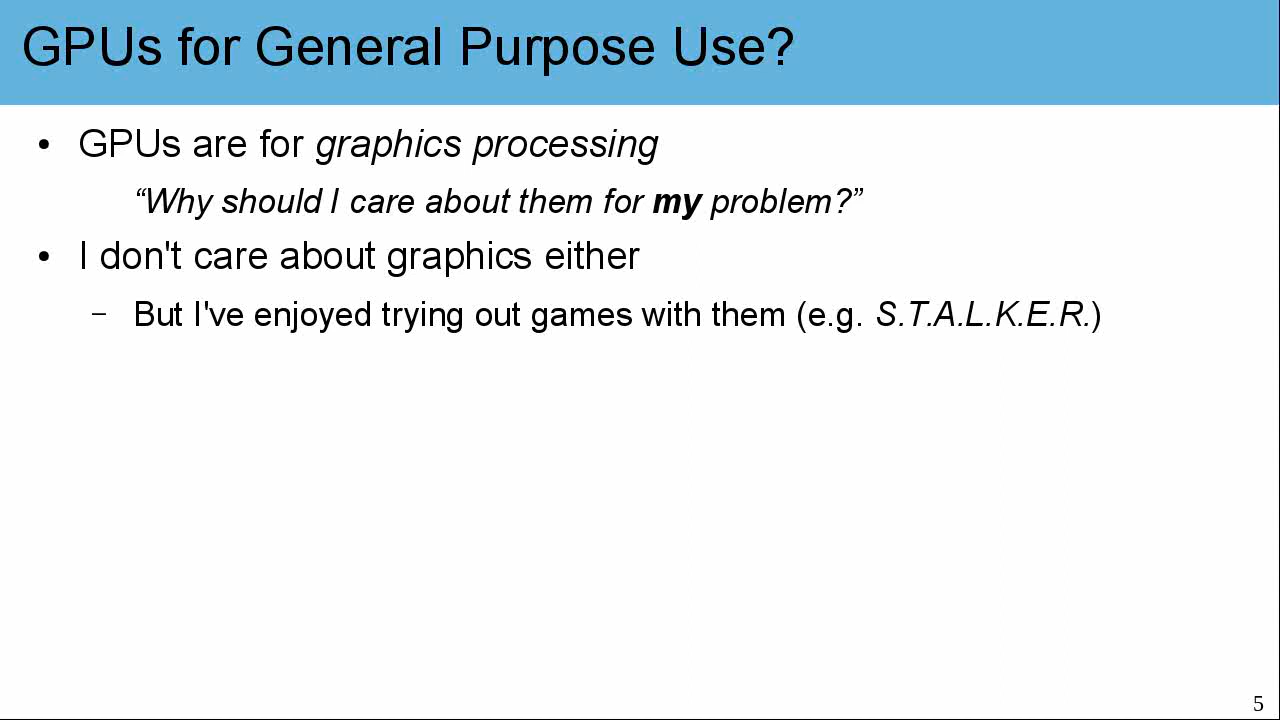 GPUs for General Purpose Use?
• GPUs are for graphics processing
“Why should I care about them for my problem?”
• I don't care about graphics either
– But I've enjoyed trying out games with them (e.g. S.T.A.L.K.E.R.)
5